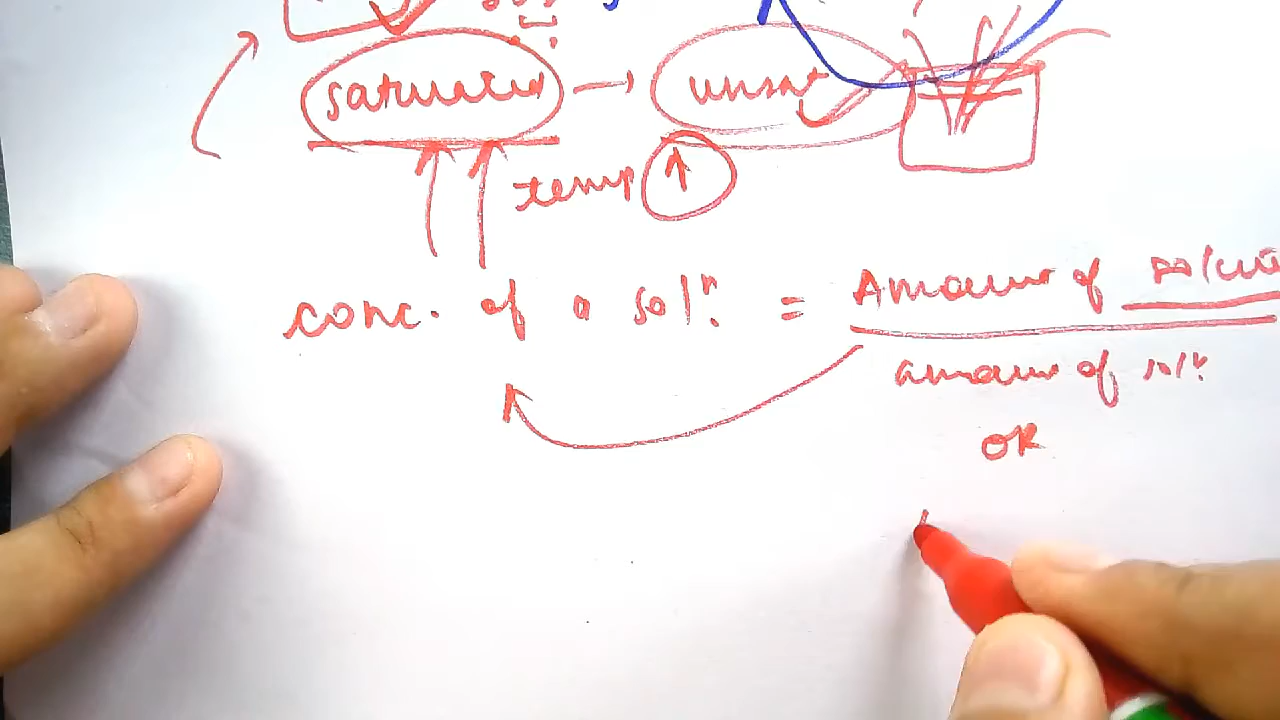 saturated → unsat
temp ↑
conc. of a sol.ⁿ = Amount of solute
amount of sol.ⁿ
OR